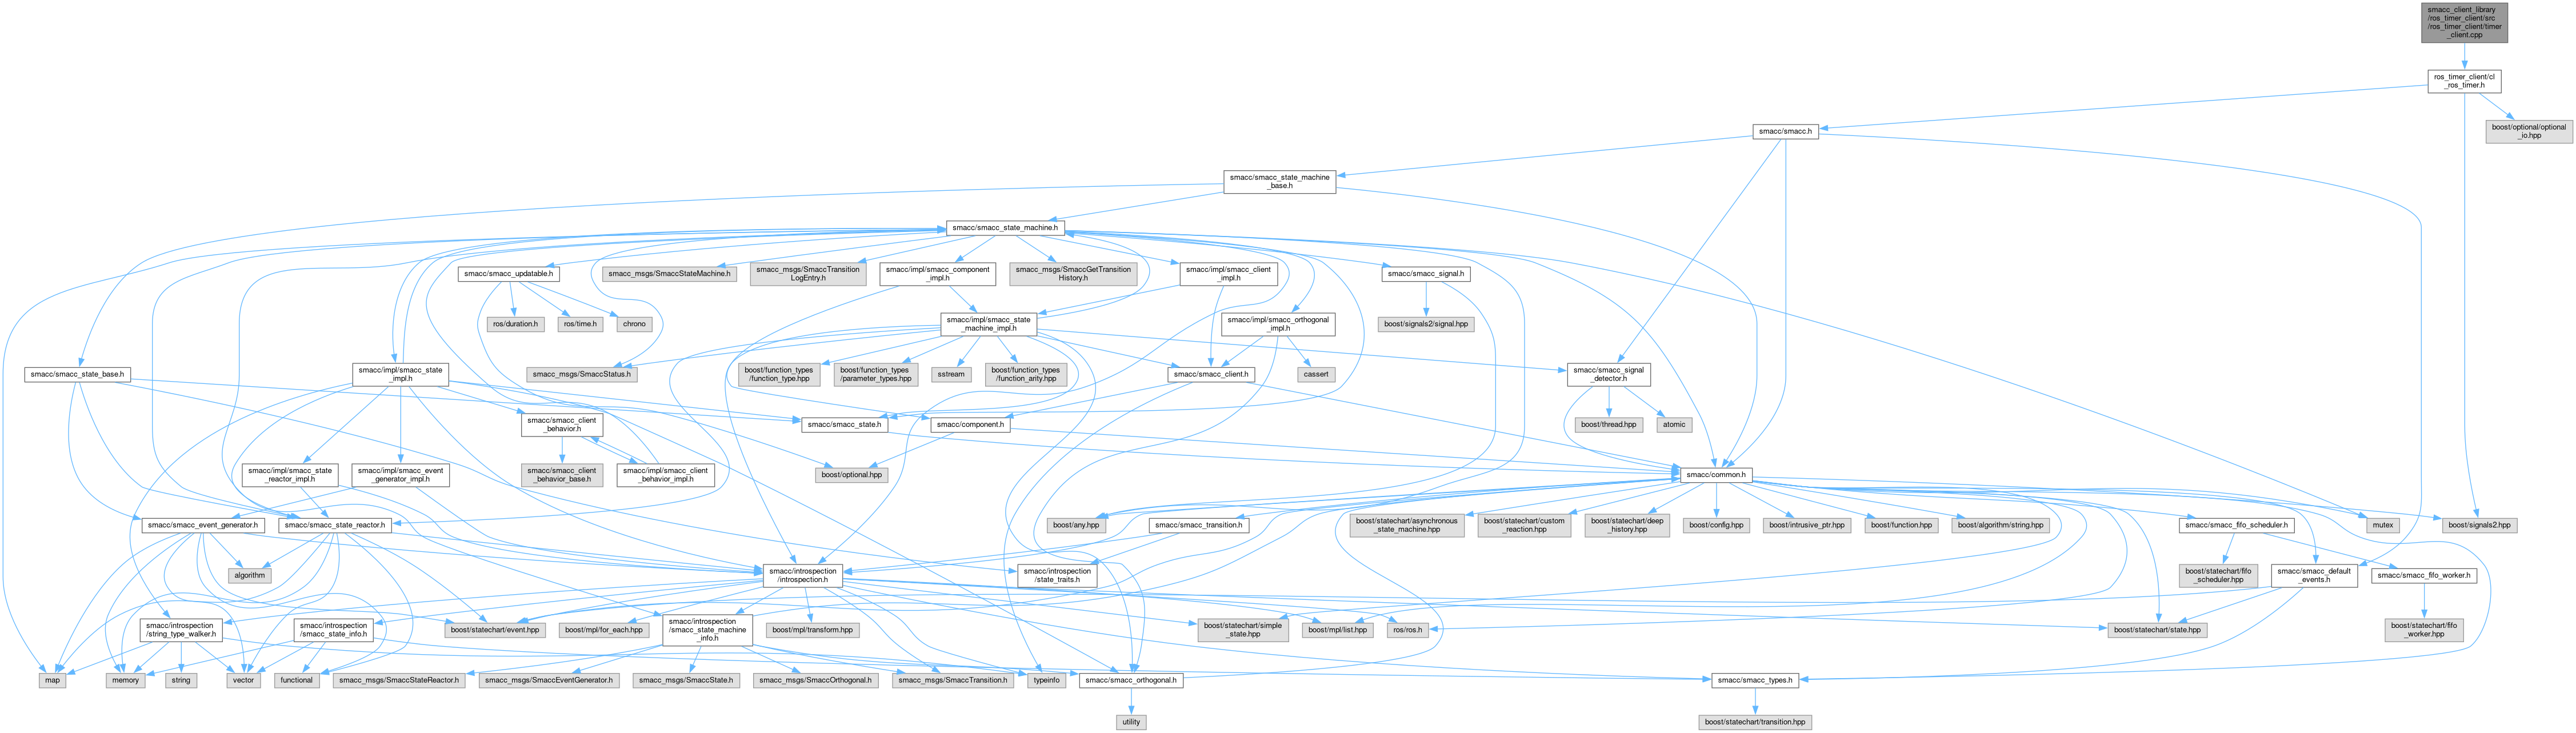 smacc_client_library
/ros_timer_client/src
/ros_timer_client/timer
_client.cpp
ros_timer_client/cl
_ros_timer.h
smacc/smacc.h
boost/optional/optional
_io.hpp
smacc/smacc_state_machine
_base.h
smacc/smacc_state_machine.h
smacc/smacc_updatable.h
smacc_msgs/SmaccStateMachine.h
smacc_msgs/SmaccTransition
LogEntry.h
smacc/impl/smacc_component
_impl.h
smacc_msgs/SmaccGetTransition
History.h
smacc/impl/smacc_client
_impl.h
smacc/smacc_signal.h
ros/duration.h
ros/time.h
chrono
smacc/impl/smacc_state
_machine_impl.h
smacc/impl/smacc_orthogonal
_impl.h
boost/signals2/signal.hpp
smacc/smacc_state_base.h
smacc/impl/smacc_state
_impl.h
smacc_msgs/SmaccStatus.h
boost/function_types
/function_type.hpp
boost/function_types
/parameter_types.hpp
sstream
boost/function_types
/function_arity.hpp
smacc/smacc_client.h
cassert
smacc/smacc_signal
_detector.h
smacc/smacc_client
_behavior.h
smacc/smacc_state.h
smacc/component.h
boost/thread.hpp
atomic
smacc/impl/smacc_state
_reactor_impl.h
smacc/impl/smacc_event
_generator_impl.h
smacc/smacc_client
_behavior_base.h
smacc/impl/smacc_client
_behavior_impl.h
boost/optional.hpp
smacc/common.h
smacc/smacc_event_generator.h
smacc/smacc_state_reactor.h
boost/any.hpp
smacc/smacc_transition.h
boost/statechart/asynchronous
_state_machine.hpp
boost/statechart/custom
_reaction.hpp
boost/statechart/deep
_history.hpp
boost/config.hpp
boost/intrusive_ptr.hpp
boost/function.hpp
boost/algorithm/string.hpp
smacc/smacc_fifo_scheduler.h
mutex
boost/signals2.hpp
algorithm
smacc/introspection
/introspection.h
smacc/introspection
/state_traits.h
boost/statechart/fifo
_scheduler.hpp
smacc/smacc_default
_events.h
smacc/smacc_fifo_worker.h
smacc/introspection
/string_type_walker.h
smacc/introspection
/smacc_state_info.h
boost/statechart/event.hpp
boost/mpl/for_each.hpp
smacc/introspection
/smacc_state_machine
_info.h
boost/mpl/transform.hpp
boost/statechart/simple
_state.hpp
boost/mpl/list.hpp
ros/ros.h
boost/statechart/state.hpp
boost/statechart/fifo
_worker.hpp
map
memory
string
vector
functional
smacc_msgs/SmaccStateReactor.h
smacc_msgs/SmaccEventGenerator.h
smacc_msgs/SmaccState.h
smacc_msgs/SmaccOrthogonal.h
smacc_msgs/SmaccTransition.h
typeinfo
smacc/smacc_orthogonal.h
smacc/smacc_types.h
utility
boost/statechart/transition.hpp